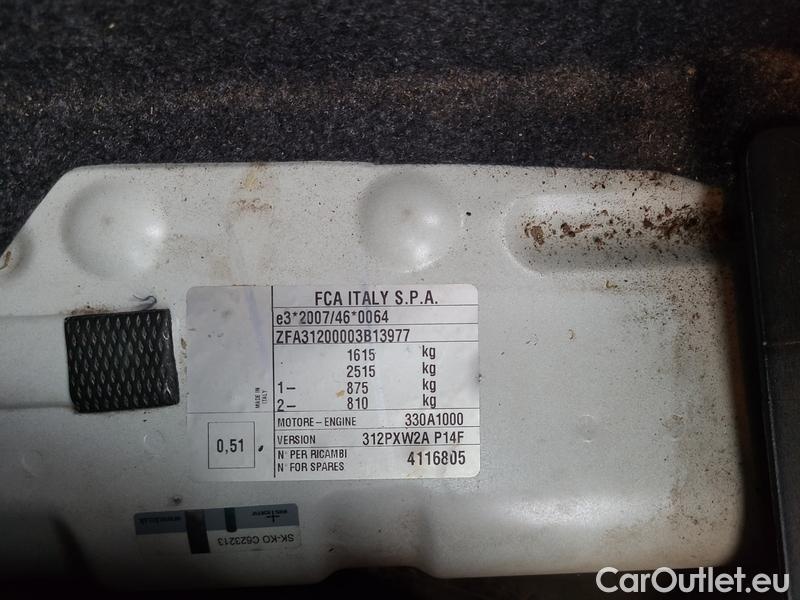 FCA ITALY S.P.A.
e3*2007/46*0064
ZFA31200003B13977
1615 kg
2515 kg
1- 875 kg
2- 810 kg
MADE IN ITALY
MOTORE-ENGINE 330A1000
0,51
VERSION 312PXW2A P14F
N° PER RICAMBI
N° FOR SPARES 4116805
SK-KO C623213
CarOutlet.eu